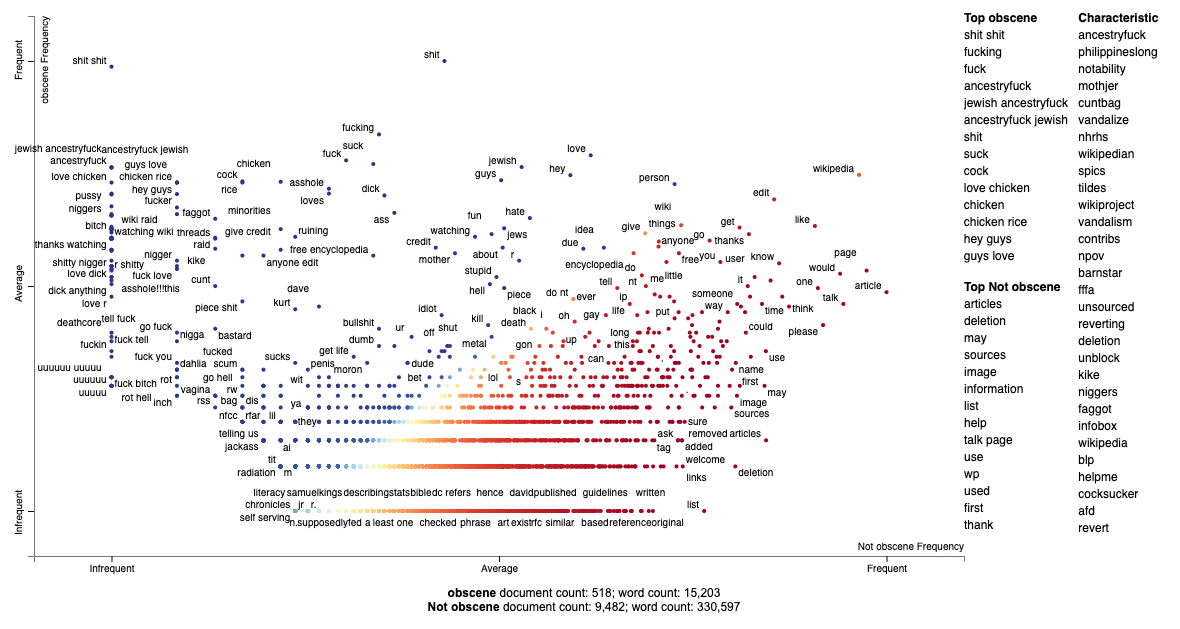 Frequent
Average
Infrequent
obscene Frequency
shit shit
shit
fucking
jewish ancestryfuck
ancestryfuck jewish
fuck
suck
love
ancestryfuck
guys love
chicken
jewish
wikipedia
love chicken
chicken rice
cock
guys
hey
person
hey guys
rice
asshole
dick
edit
pussy
fucker
loves
niggers
faggot
minorities
fun
hate
wiki
like
wiki raid
ass
bitch
watching wiki
threads
give credit
ruining
watching
jews
idea
give
things
get
thanks watching
raid
free encyclopedia
credit
due
anyone
go
thanks
nigger
kike
anyone edit
mother
about
r
free
you
user
know
page
shitty nigger
r shitty
encyclopedia
do
love dick
fuck love
cunt
stupid
tell
nt
me
little
it
would
one
article
dick anything
asshole!!!this
dave
hell
piece
do nt
ever
ip
someone
talk
love r
piece shit
kurt
idiot
black
i
oh
gay
life
put
way
time
think
deathcore
tell fuck
go fuck
bullshit
ur
off
shut
kill
death
could
please
nigga
bastard
dumb
long
fuckin
fuck tell
metal
gon
up
this
fuck you
fucked
sucks
get life
can
use
dahlia
scum
penis
moron
dude
name
uuuuuu uuuuu
uuuuuu
fuck bitch
rot
go hell
wit
bet
lol
s
first
uuuuu
rot hell
inch
vagina
rw
may
rss
bag
dis
ya
image
nfcc
rfar
lil
they
sources
sure
telling us
ask
removed
articles
jackass
ai
tag
added
tit
welcome
radiation
m
deletion
links
literacy
samuel
kings
describing
stats
bible
dc
refers
hence
david
published
guidelines
written
chronicles
jr
r.
list
self serving
n.
supposedly
fed
a least one
checked
phrase
art
exist
rfc
similar
based
reference
original
Not obscene Frequency
Infrequent
Average
Frequent
obscene document count: 518; word count: 15,203
Not obscene document count: 9,482; word count: 330,597
Top obscene
shit shit
fucking
fuck
ancestryfuck
jewish ancestryfuck
ancestryfuck jewish
shit
suck
cock
love chicken
chicken
chicken rice
hey guys
guys love
Top Not obscene
articles
deletion
may
sources
image
information
list
help
talk page
use
wp
used
first
thank
Characteristic
ancestryfuck
philippineslong
notability
mothjer
cuntbag
vandalize
nhrhs
wikipedian
spics
tildes
wikiproject
vandalism
contribs
npov
barnstar
fffa
unsourced
reverting
deletion
unblock
kike
niggers
faggot
infobox
wikipedia
blp
helpme
cocksucker
afd
revert